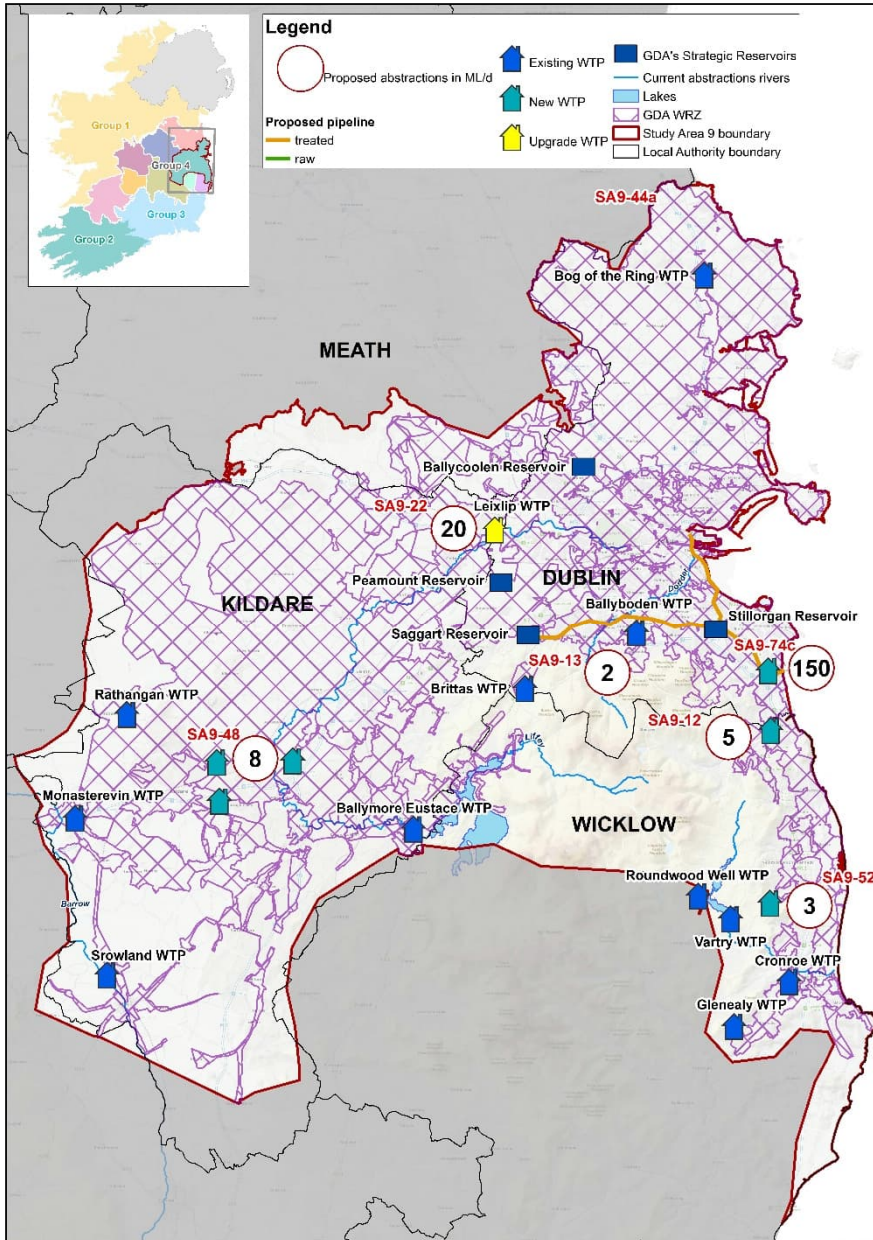 Legend
Proposed abstractions in ML/d
Proposed pipeline
treated
raw
Existing WTP
New WTP
Upgrade WTP
GDA's Strategic Reservoirs
Current abstractions rivers
Lakes
GDA WRZ
Study Area 9 boundary
Local Authority boundary
Group 1
Group 4
Group 3
Group 2
SA9-44a
Bog of the Ring WTP
MEATH
Ballycoolen Reservoir
SA9-22
Leixlip WTP
20
Peamount Reservoir
DUBLIN
KILDARE
Dodder
Ballyboden WTP
Stillorgan Reservoir
Saggart Reservoir
SA9-74c
SA9-13
2
150
Brittas WTP
Rathangan WTP
SA9-12
5
SA9-48
8
Liffey
Monasterevin WTP
Ballymore Eustace WTP
WICKLOW
Roundwood Well WTP
SA9-52
3
Barrow
Vartry WTP
Srowland WTP
Cronroe WTP
Glenealy WTP